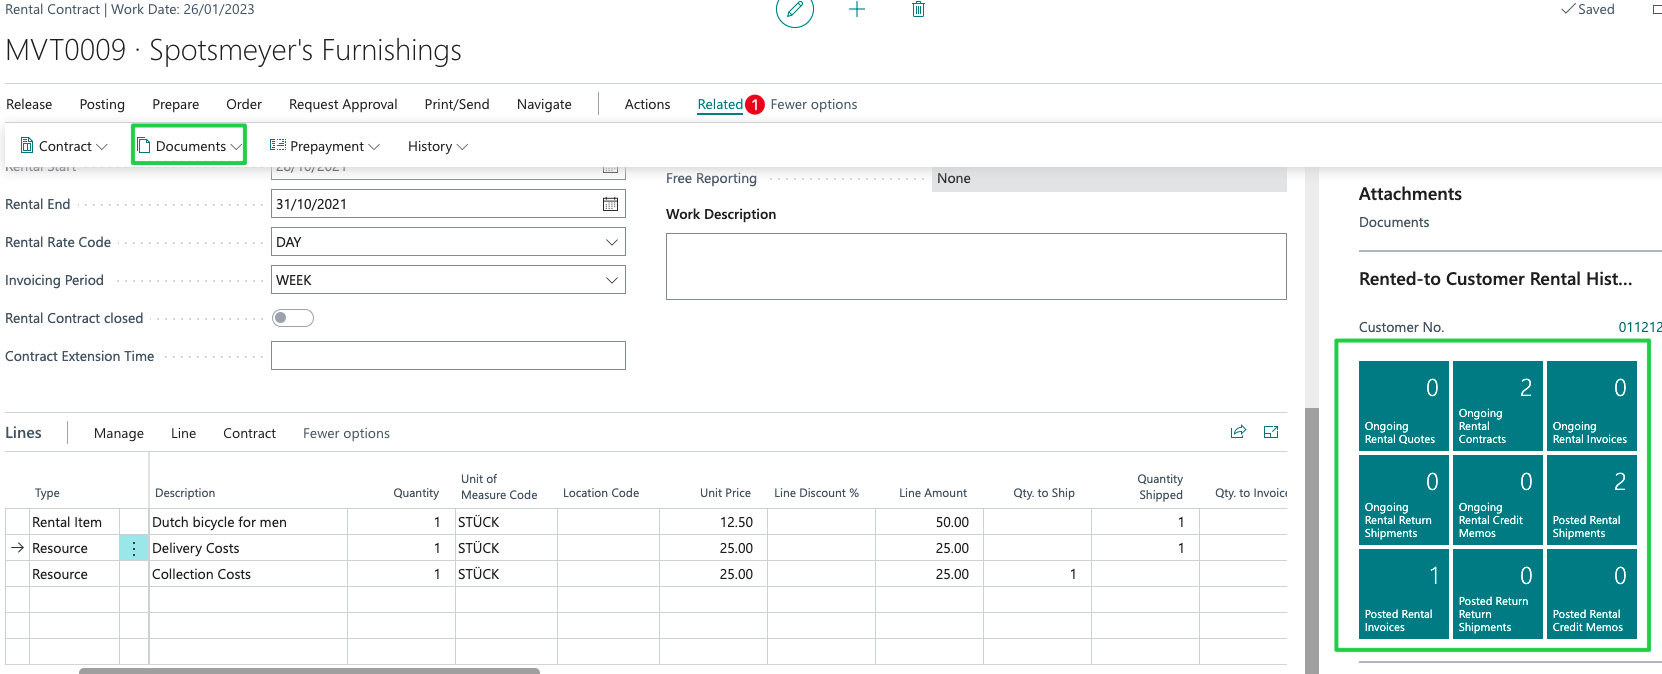 Rental Contract | Work Date: 26/01/2023
Saved
MVT0009 · Spotsmeyer's Furnishings
Release Posting Prepare Order Request Approval Print/Send Navigate Actions Related 1 Fewer options
Contract Documents Prepayment History
Rental Start 28/10/2021
Rental End 31/10/2021
Rental Rate Code DAY
Invoicing Period WEEK
Rental Contract closed
Contract Extension Time
Free Reporting None
Work Description
Attachments
Documents
Rented-to Customer Rental Hist...
Customer No. 011212
0
Ongoing
Rental Quotes
2
Ongoing
Rental
Contracts
0
Ongoing
Rental Invoices
0
Ongoing
Rental Return
Shipments
0
Ongoing
Rental Credit
Memos
2
Posted Rental
Shipments
1
Posted Rental
Invoices
0
Posted Return
Return
Shipments
0
Posted Rental
Credit Memos
Lines Manage Line Contract Fewer options
Type Description Quantity Unit of Measure Code Location Code Unit Price Line Discount % Line Amount Qty. to Ship Quantity Shipped Qty. to Invoice
Rental Item Dutch bicycle for men 1 STÜCK 12.50 50.00 1
Resource Delivery Costs 1 STÜCK 25.00 25.00 1
Resource Collection Costs 1 STÜCK 25.00 25.00 1